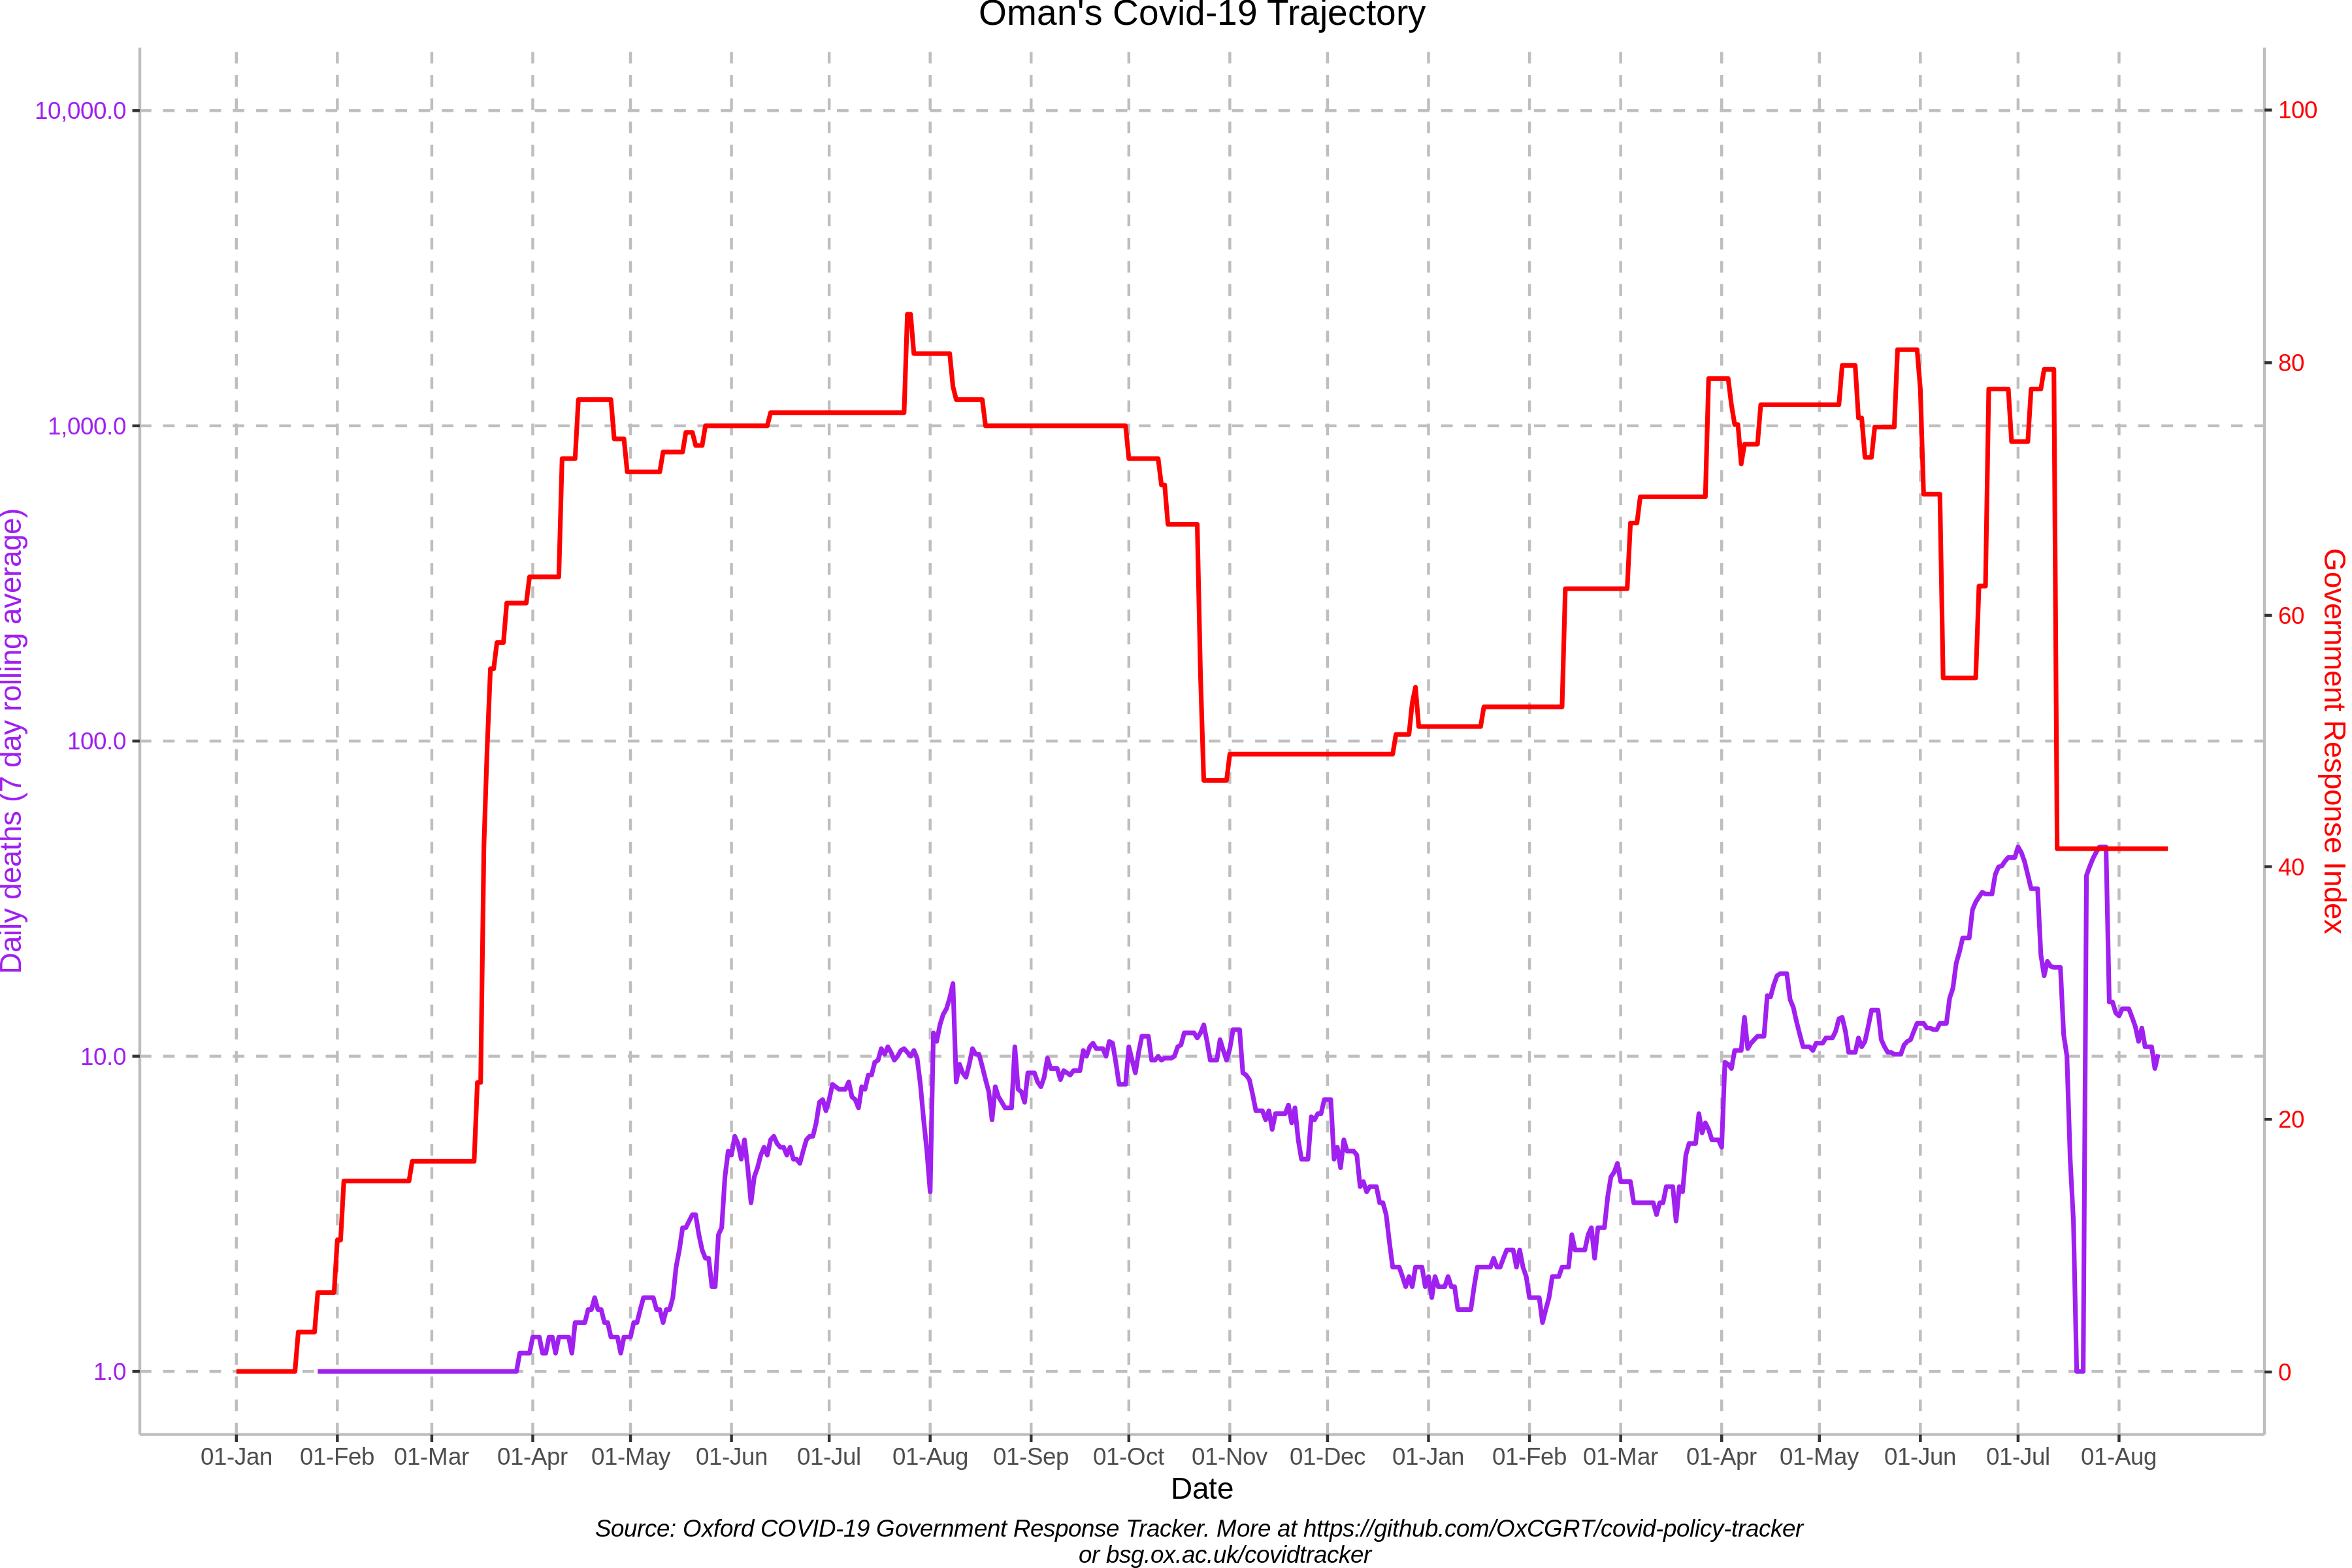 Oman's Covid-19 Trajectory
Daily deaths (7 day rolling average)
10,000.0
1,000.0
100.0
10.0
1.0
100
80
60
40
20
0
Government Response Index
01-Jan 01-Feb 01-Mar 01-Apr 01-May 01-Jun 01-Jul 01-Aug 01-Sep 01-Oct 01-Nov 01-Dec 01-Jan 01-Feb 01-Mar 01-Apr 01-May 01-Jun 01-Jul 01-Aug
Date
Source: Oxford COVID-19 Government Response Tracker. More at https://github.com/OxCGRT/covid-policy-tracker
or bsg.ox.ac.uk/covidtracker